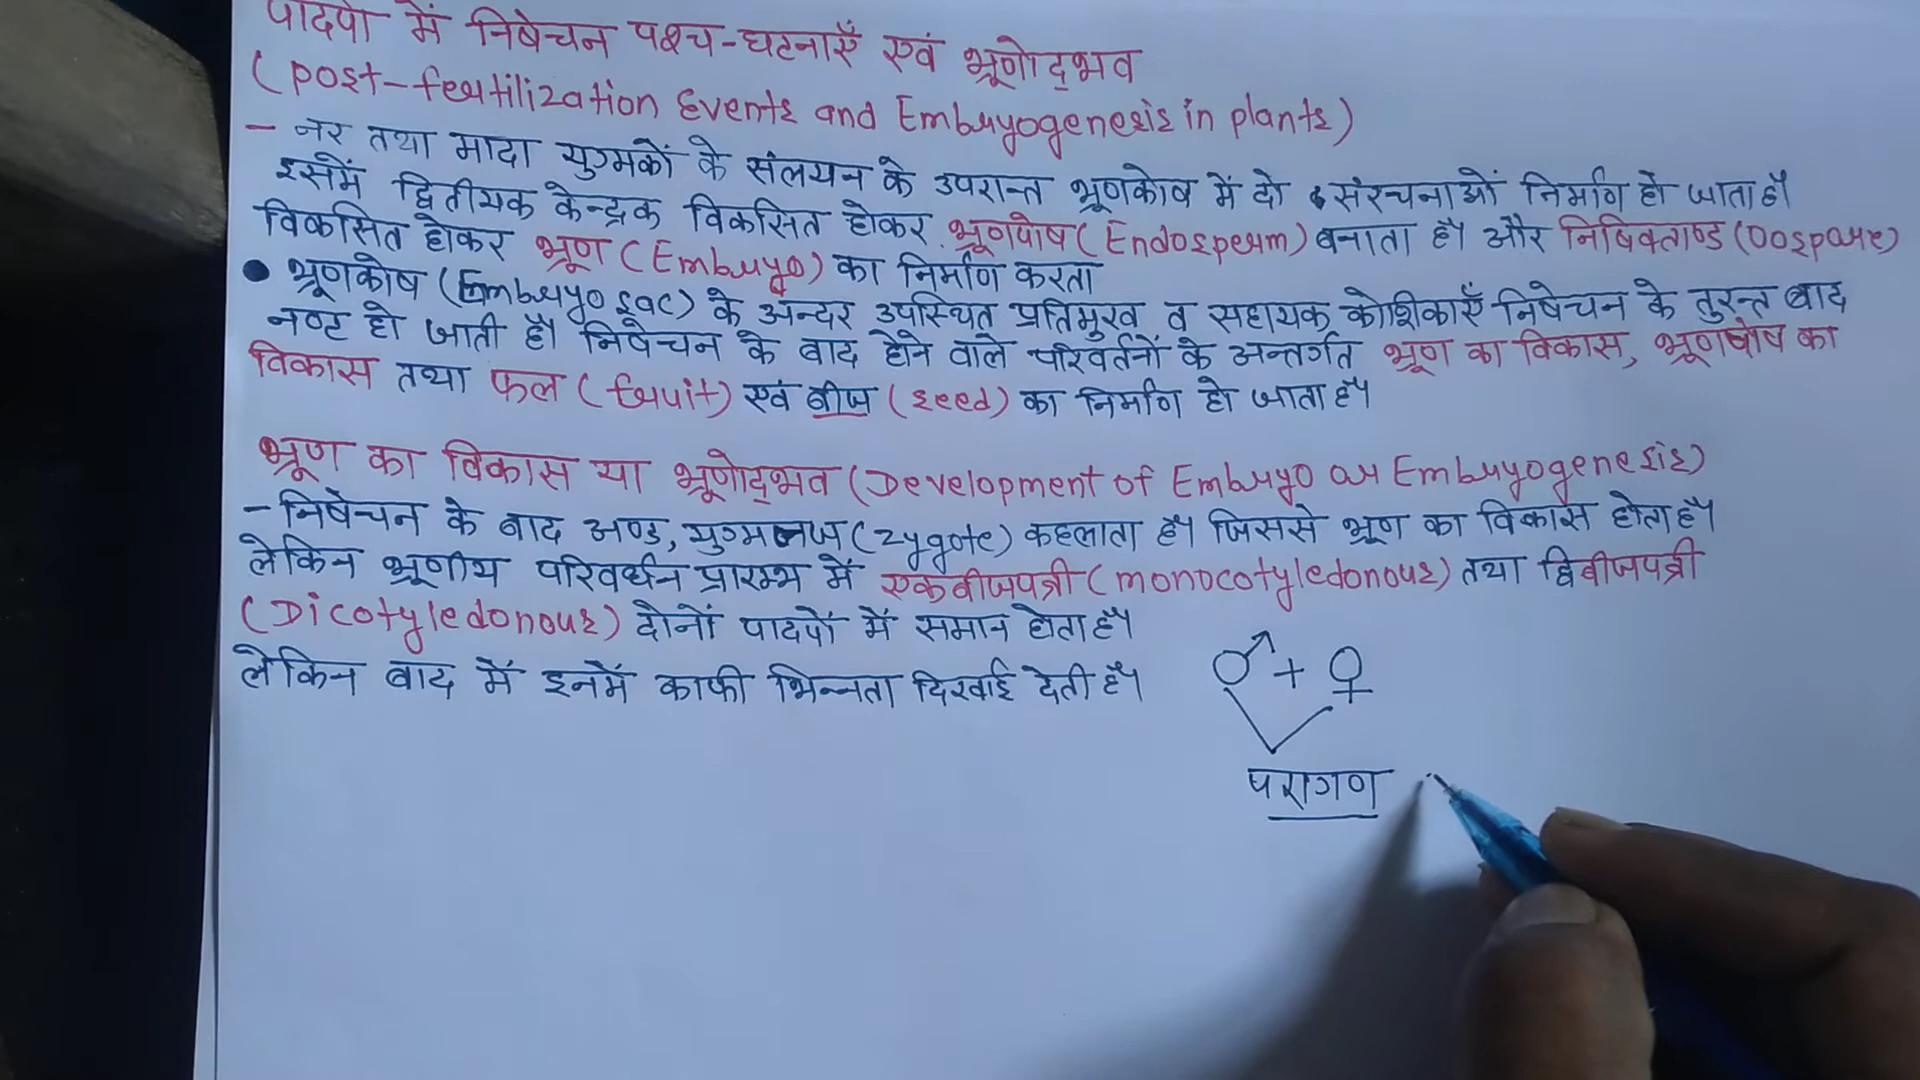 पादपो में निषेचन पश्च-घटनाएँ एवं भ्रूणोद्भव
(post-fertilization Events and Embryogenesis in plants)
- नर तथा मादा युग्मकों के संलयन के उपरान्त भ्रूणकोष में दो संरचनाओं निर्माण हो जाता है।
इसमें द्वितीयक केन्द्रक विकसित होकर भ्रूणपोष (Endosperm) बनाता है। और निषिक्ताण्ड (Oospore)
विकसित होकर भ्रूण (Embryo) का निर्माण करता
• भ्रूणकोष (Embryo sac) के अन्दर उपस्थित प्रतिमुख व सहायक कोशिकाएँ निषेचन के तुरन्त बाद
नष्ट हो जाती है। निषेचन के बाद होने वाले परिवर्तनों के अन्तर्गत भ्रूण का विकास, भ्रूणपोष का
विकास तथा फल (fruit) एवं बीज (seed) का निर्माण हो जाता है।
भ्रूण का विकास या भ्रूणोद्भव (Development of Embryo or Embryogenesis)
- निषेचन के बाद अण्ड, युग्मनज (zygote) कहलाता है। जिससे भ्रूण का विकास होता है।
लेकिन भ्रूणीय परिवर्धन प्रारम्भ में एकबीजपत्री (monocotyledonous) तथा द्विबीजपत्री
(Dicotyledonous) दोनों पादपों में समान होता है।
लेकिन बाद में इनमें काफी भिन्नता दिखाई देती है।
♂ + ♀
परागण